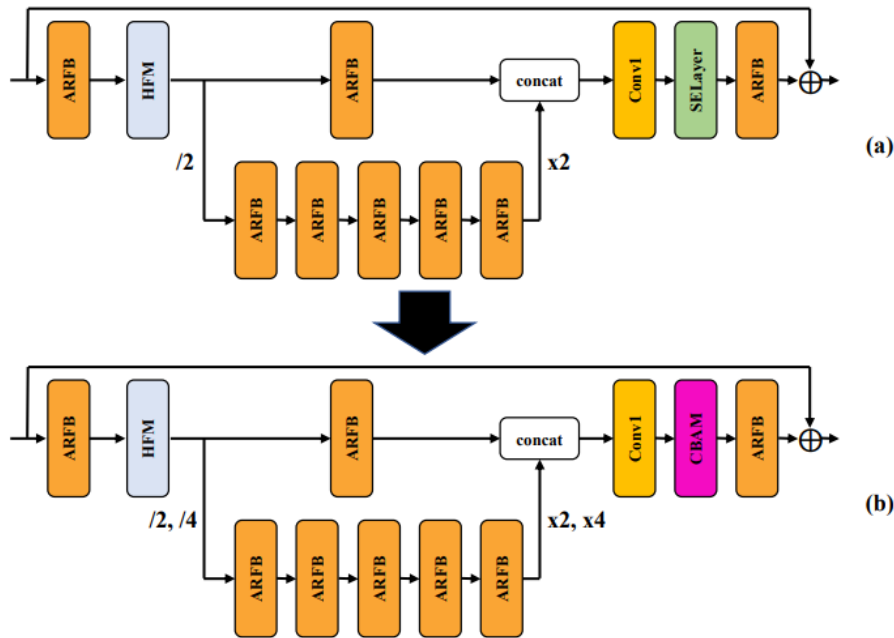 ARFB
HFM
ARFB
concat
Conv1
SELayer
ARFB
(a)
/2
x2
ARFB
ARFB
ARFB
ARFB
ARFB
ARFB
HFM
ARFB
concat
Conv1
CBAM
ARFB
(b)
/2, /4
x2, x4
ARFB
ARFB
ARFB
ARFB
ARFB